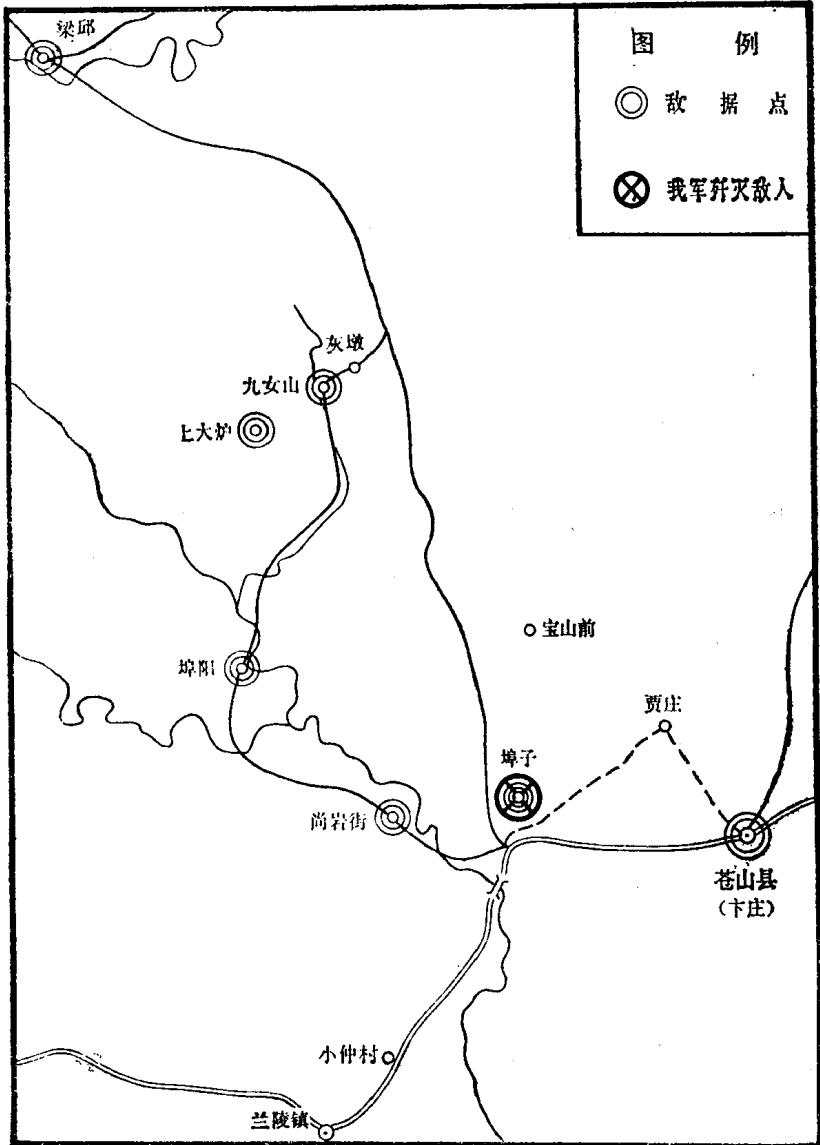 梁邱
图 例
敌 据 点
我军歼灭敌人
灰墩
九女山
上大炉
宝山前
埠阳
贾庄
埠子
尚岩街
苍山县
(卞庄)
小仲村
兰陵镇